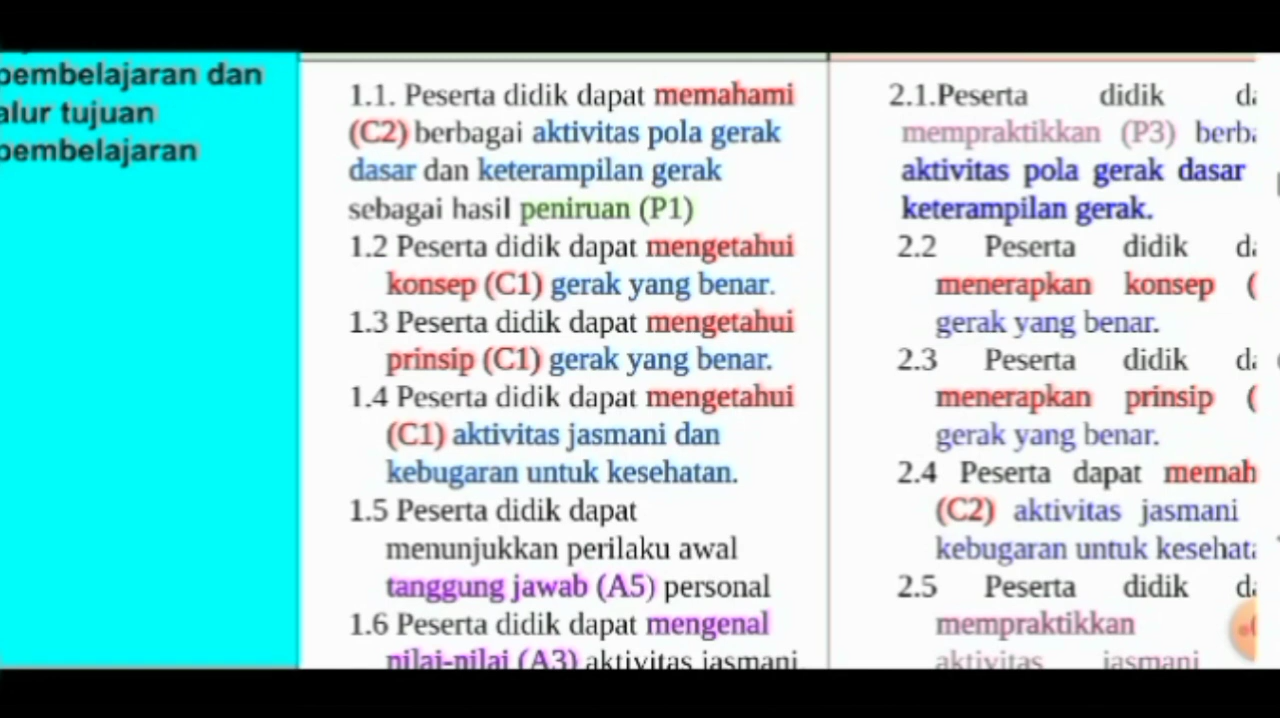 pembelajaran dan
alur tujuan
pembelajaran
1.1. Peserta didik dapat memahami
(C2) berbagai aktivitas pola gerak
dasar dan keterampilan gerak
sebagai hasil peniruan (P1)
1.2 Peserta didik dapat mengetahui
konsep (C1) gerak yang benar.
1.3 Peserta didik dapat mengetahui
prinsip (C1) gerak yang benar.
1.4 Peserta didik dapat mengetahui
(C1) aktivitas jasmani dan
kebugaran untuk kesehatan.
1.5 Peserta didik dapat
menunjukkan perilaku awal
tanggung jawab (A5) personal
1.6 Peserta didik dapat mengenal
nilai-nilai (A3) aktivitas jasmani
2.1.Peserta didik
mempraktikkan (P3)
aktivitas pola gerak dasar
keterampilan gerak.
2.2 Peserta didik
menerapkan konsep (
gerak yang benar.
2.3 Peserta didik
menerapkan prinsip (
gerak yang benar.
2.4 Peserta dapat
(C2) aktivitas jasmani
kebugaran untuk
2.5 Peserta didik
mempraktikkan
aktivitas jasmani